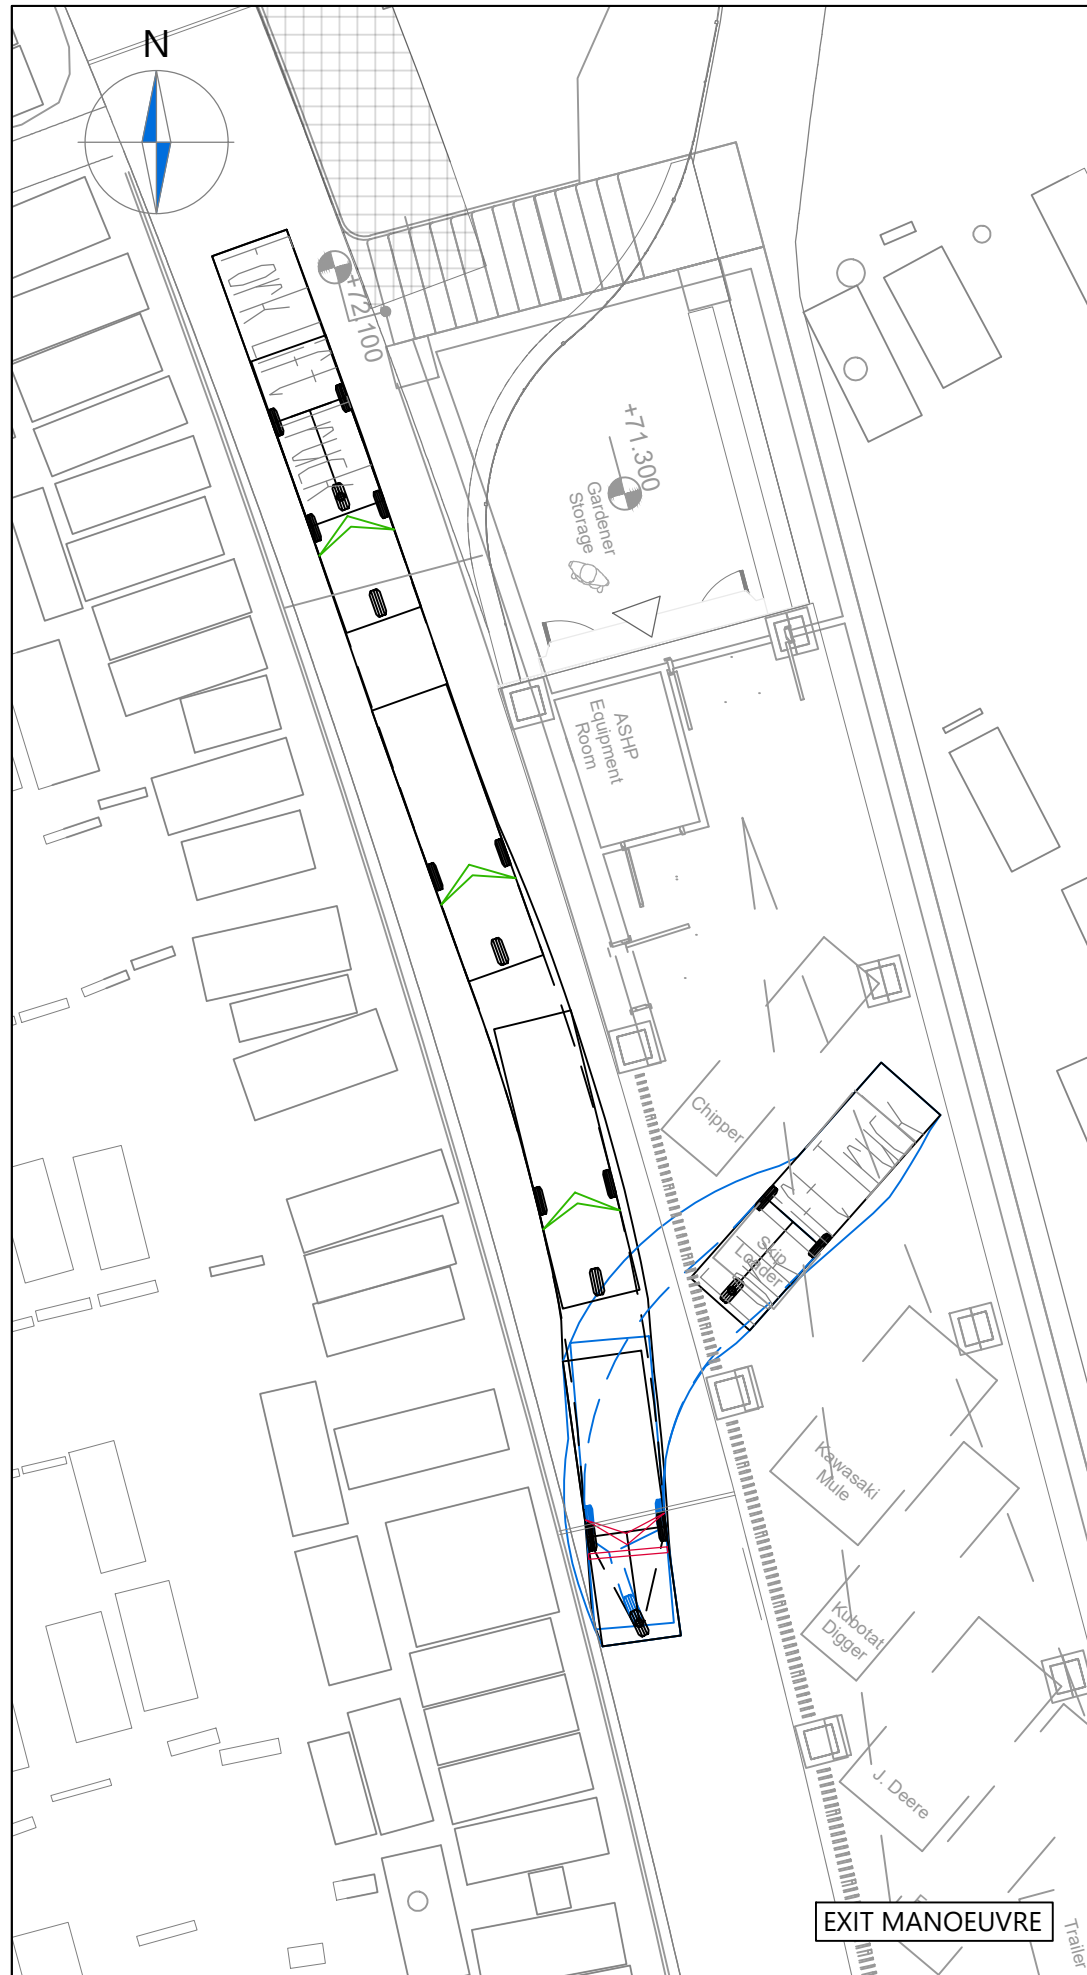 N
+72.100
+71.300
Gardener
Storage
ASHP
Equipment
Room
Chipper
Skip
Loader
Kawasaki
Mule
Kubotat
Digger
J. Deere
Trailer
EXIT MANOEUVRE